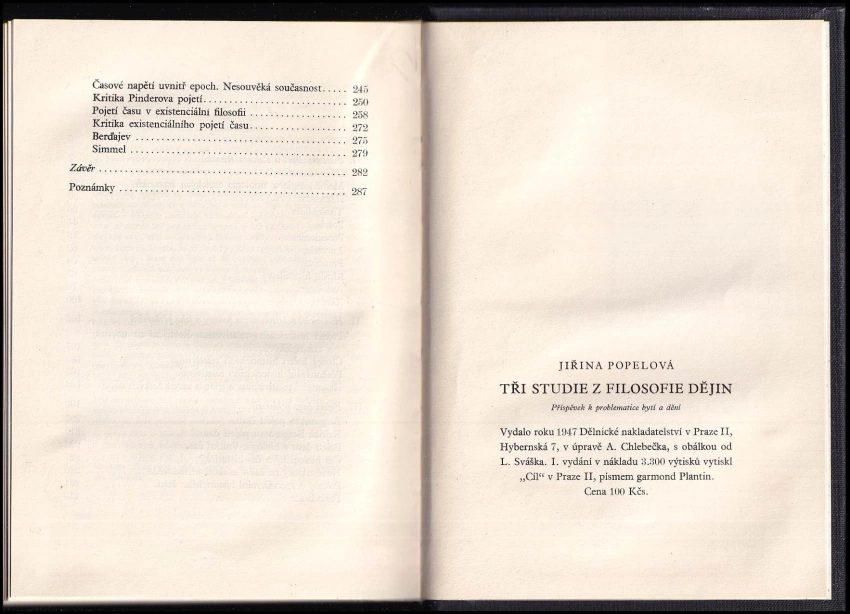 Časové napětí uvnitř epoch. Nesouvěká současnost..... 245
Kritika Pinderova pojetí........................... 250
Pojetí času v existenciální filosofii .................. 258
Kritika existenciálního pojetí času................... 272
Berďajev ....................................... 275
Simmel ........................................ 279
Závěr ............................................. 282
Poznámky ......................................... 287
JIŘINA POPELOVÁ
TŘI STUDIE Z FILOSOFIE DĚJIN
Příspěvek k problematice bytí a dění
Vydalo roku 1947 Dělnické nakladatelství v Praze II,
Hybernská 7, v úpravě A. Chlebečka, s obálkou od
L. Sváška. I. vydání v nákladu 3.300 výtisků vytiskl
„Cíl“ v Praze II, písmem garmond Plantin.
Cena 100 Kčs.